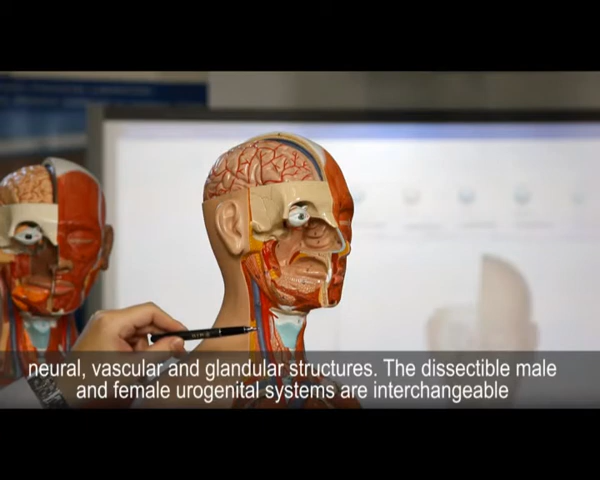 neural, vascular and glandular structures. The dissectible male
and female urogenital systems are interchangeable